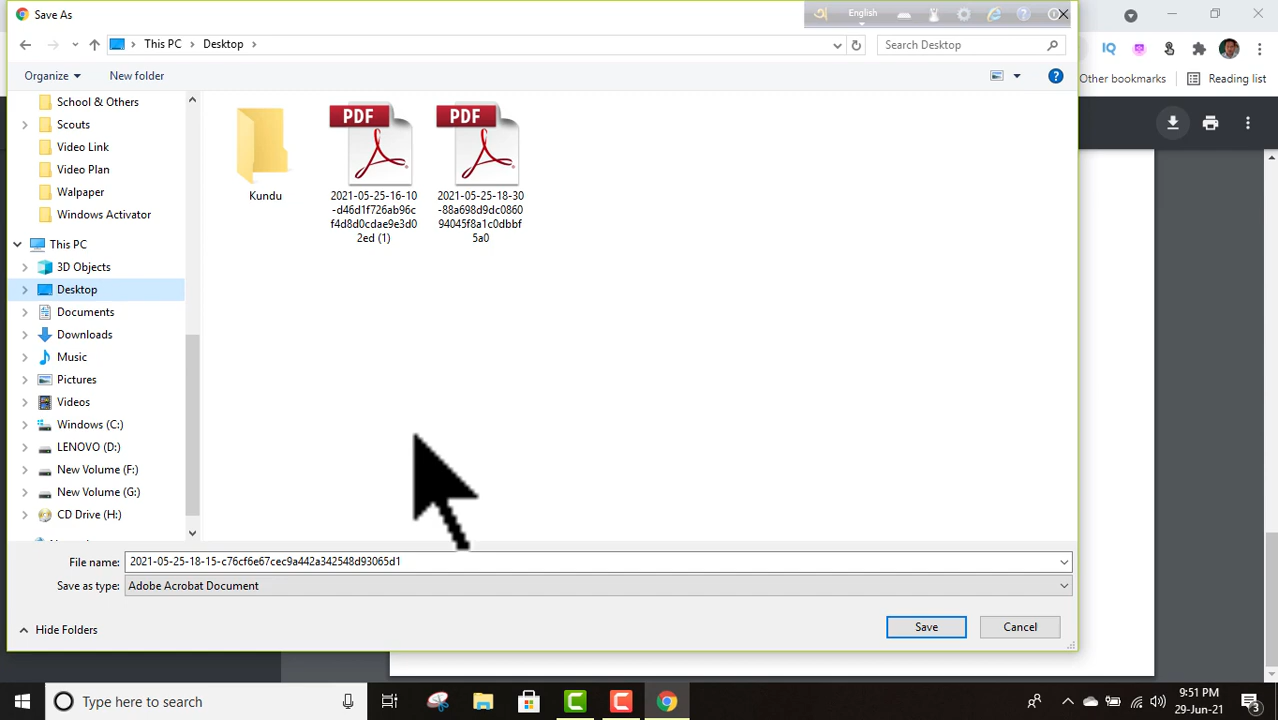 Save As
English
This PC
Desktop
Search Desktop
Organize
New folder
Other bookmarks
Reading list
School & Others
Scouts
Video Link
Video Plan
Walpaper
Windows Activator
This PC
3D Objects
Desktop
Documents
Downloads
Music
Pictures
Videos
Windows (C:)
LENOVO (D:)
New Volume (F:)
New Volume (G:)
CD Drive (H:)
Kundu
PDF
2021-05-25-16-10
-d46d1f726ab96c
f4d8d0cdae9e3d0
2ed (1)
PDF
2021-05-25-18-30
-88a698d9dc0860
94045f8a1c0dbbf
5a0
File name: 2021-05-25-18-15-c76cf6e67cec9a442a342548d93065d1
Save as type: Adobe Acrobat Document
Hide Folders
Save
Cancel
Type here to search
9:51 PM
29-Jun-21
3